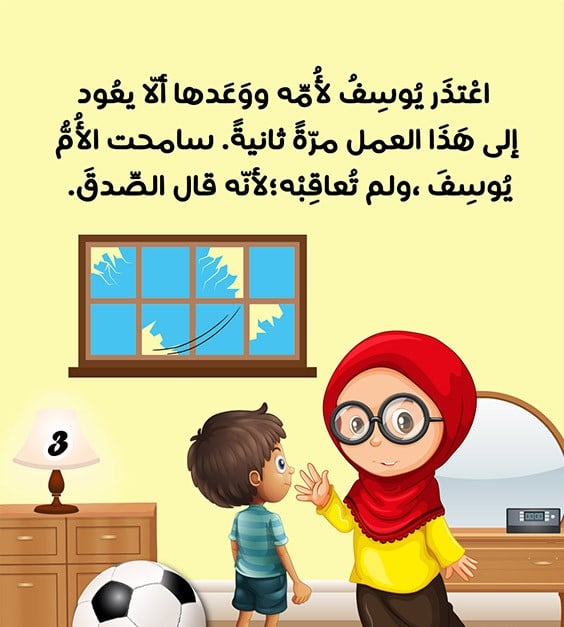 اعْتذَر يُوسِفُ لأُمِّه ووَعَدها ألّا يعُود
إلى هَذَا العمل مرّةً ثانيةً. سامحت الأُمُّ
يُوسِفَ ،ولم تُعاقِبْه؛لأنّه قال الصِّدقَ.
3